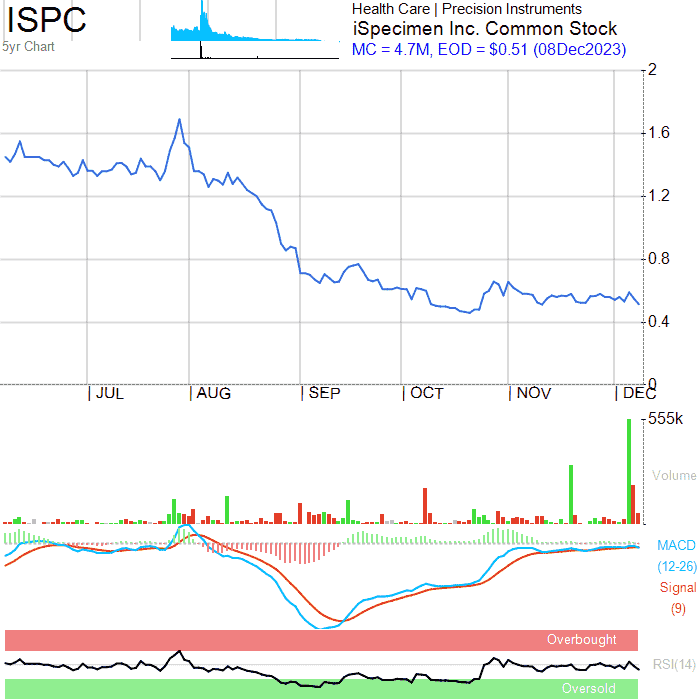 ISPC
5yr Chart
Health Care | Precision Instruments
iSpecimen Inc. Common Stock
MC = 4.7M, EOD = $0.51 (08Dec2023)
2
1.6
1.2
0.8
0.4
0
JUL AUG SEP OCT NOV DEC
555k
Volume
MACD
(12-26)
Signal
(9)
Overbought
RSI(14)
Oversold